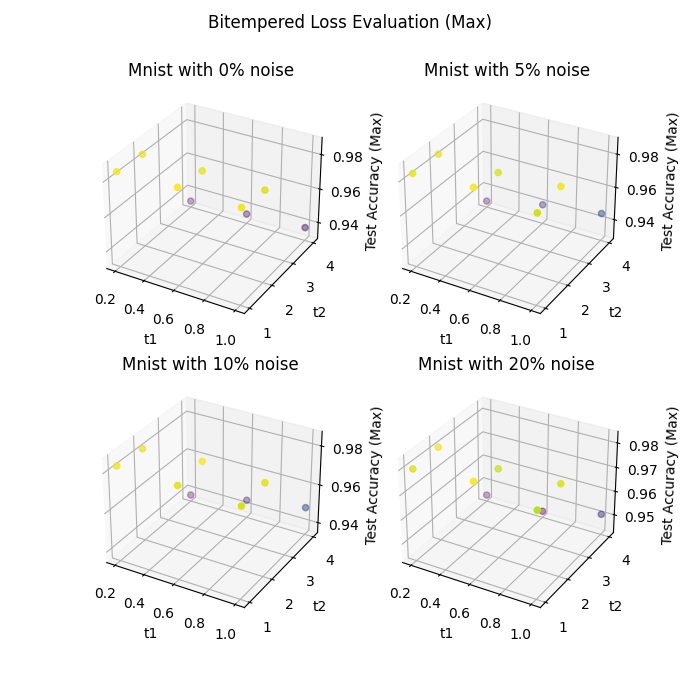 Bitempered Loss Evaluation (Max)
Mnist with 0% noise
0.98
0.96
0.94
Test Accuracy (Max)
0.2
0.4
0.6
0.8
1.0
t1
1
2
3
4
t2
Mnist with 5% noise
0.98
0.96
0.94
Test Accuracy (Max)
0.2
0.4
0.6
0.8
1.0
t1
1
2
3
4
t2
Mnist with 10% noise
0.98
0.96
0.94
Test Accuracy (Max)
0.2
0.4
0.6
0.8
1.0
t1
1
2
3
4
t2
Mnist with 20% noise
0.98
0.97
0.96
0.95
Test Accuracy (Max)
0.2
0.4
0.6
0.8
1.0
t1
1
2
3
4
t2